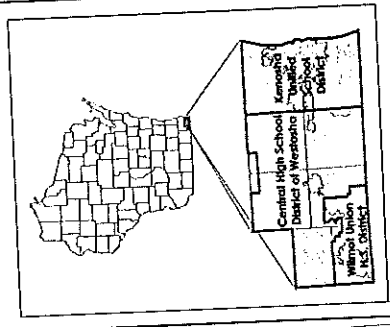 Central High School
District of Westosha
Kenosha
Unified
School
District
Wilmot Union
H.S. District